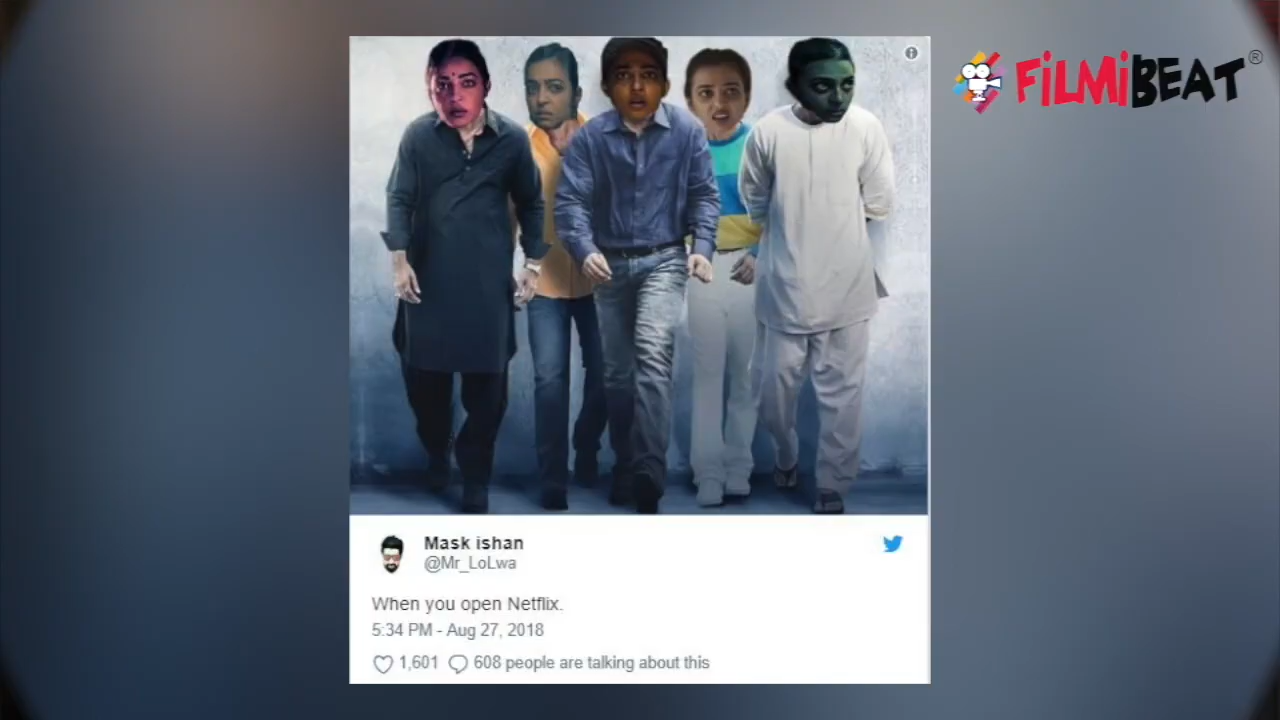 FiLMiBEAT®
Mask ishan
@Mr_LoLwa
When you open Netflix.
5:34 PM - Aug 27, 2018
1,601 608 people are talking about this